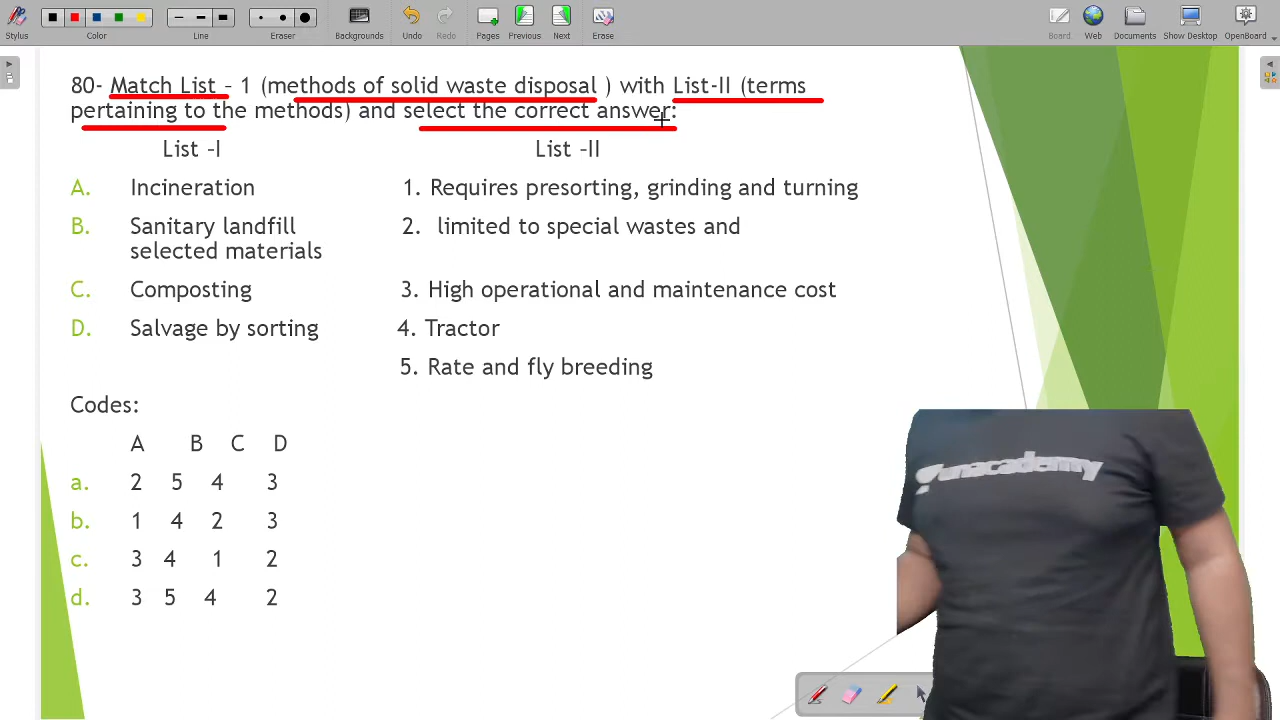 Stylus Color Line Eraser Backgrounds Undo Redo Pages Previous Next Erase Board Web Documents Show Desktop OpenBoard
80- Match List – 1 (methods of solid waste disposal ) with List-II (terms
pertaining to the methods) and select the correct answer:
List –I List –II
A. Incineration 1. Requires presorting, grinding and turning
B. Sanitary landfill 2. limited to special wastes and
selected materials
C. Composting 3. High operational and maintenance cost
D. Salvage by sorting 4. Tractor
5. Rate and fly breeding
Codes:
A B C D
a. 2 5 4 3
b. 1 4 2 3
c. 3 4 1 2
d. 3 5 4 2
unacademy